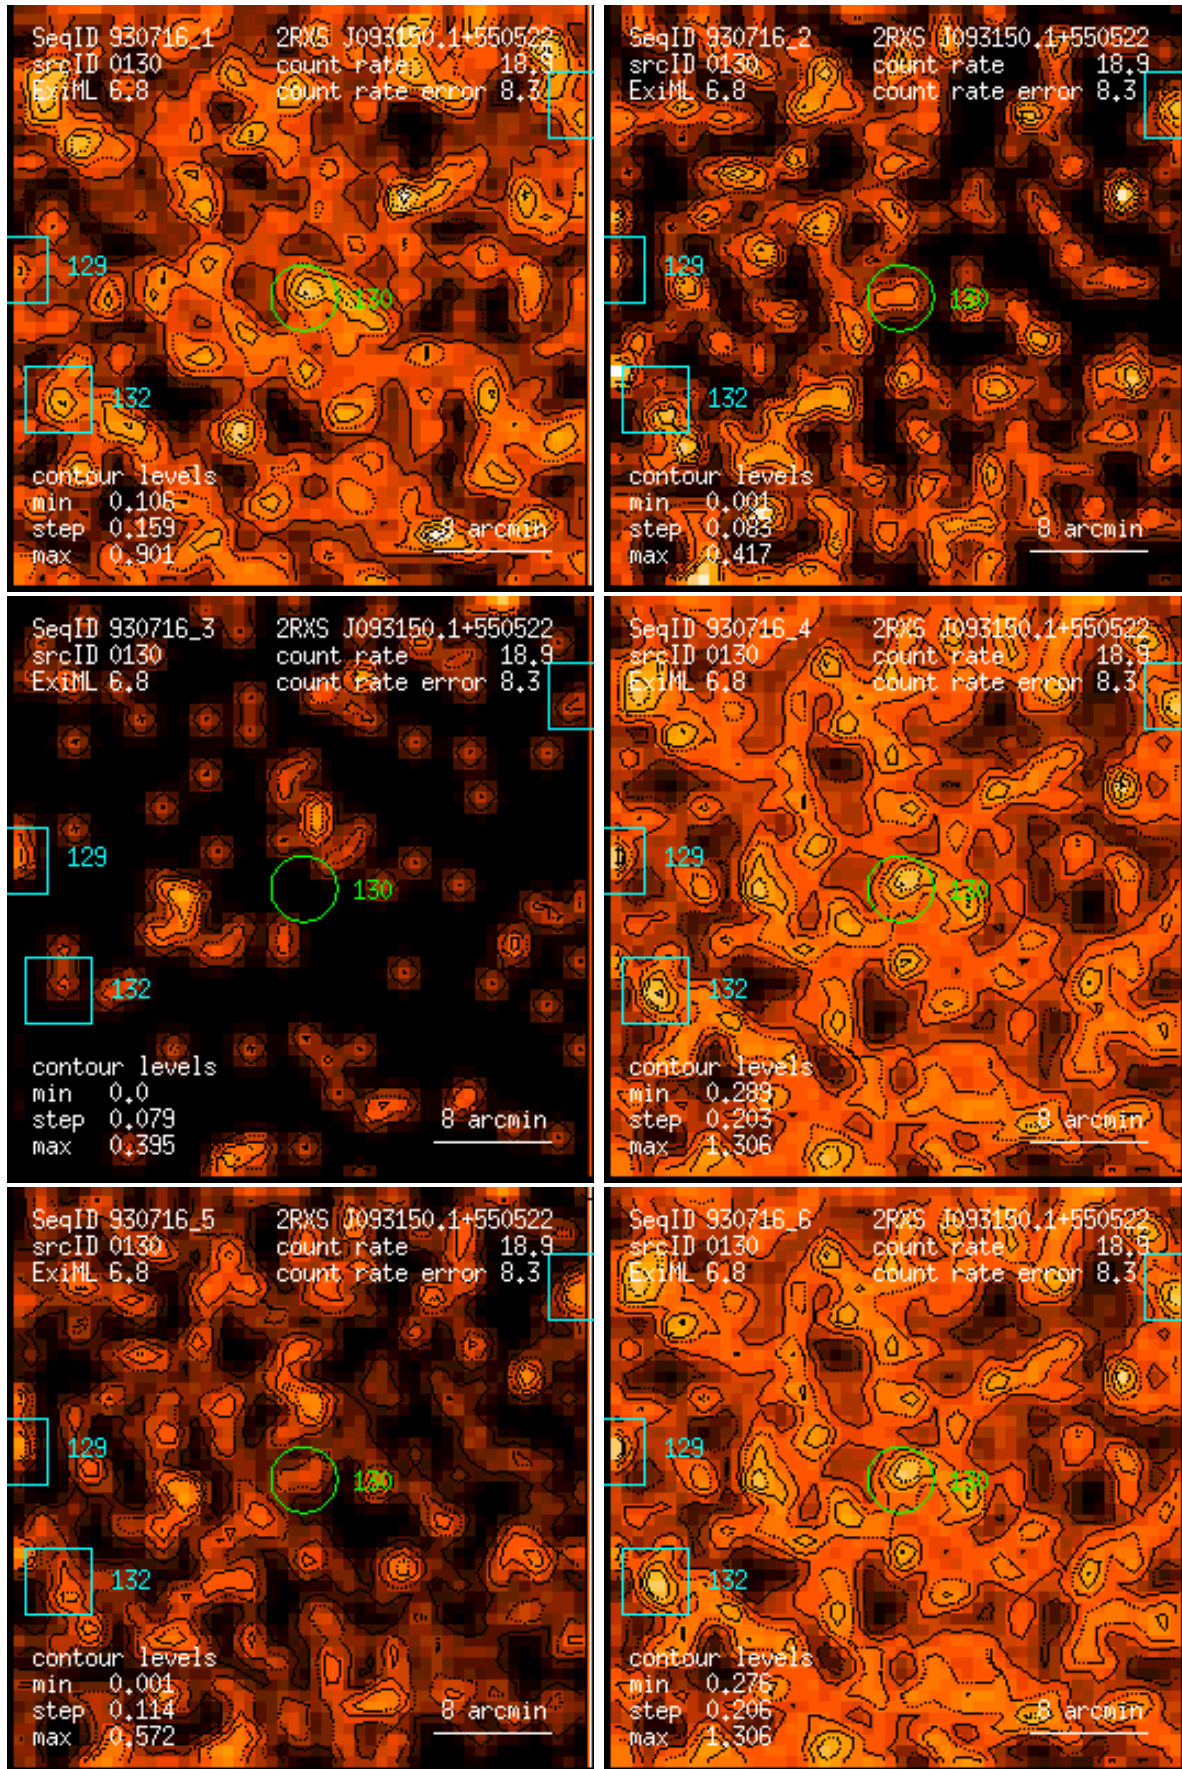 SeqID 930716_1 2RXS J093150.1+550522
srcID 0130 count rate 18.9
ExiML 6.8 count rate error 8.3
129
130
132
contour levels
min 0.106
step 0.159
max 0.901
8 arcmin
SeqID 930716_2 2RXS J093150.1+550522
srcID 0130 count rate 18.9
ExiML 6.8 count rate error 8.3
129
130
132
contour levels
min 0.001
step 0.083
max 0.417
8 arcmin
SeqID 930716_3 2RXS J093150.1+550522
srcID 0130 count rate 18.9
ExiML 6.8 count rate error 8.3
129
130
132
contour levels
min 0.0
step 0.079
max 0.395
8 arcmin
SeqID 930716_4 2RXS J093150.1+550522
srcID 0130 count rate 18.9
ExiML 6.8 count rate error 8.3
129
130
132
contour levels
min 0.289
step 0.203
max 1.306
8 arcmin
SeqID 930716_5 2RXS J093150.1+550522
srcID 0130 count rate 18.9
ExiML 6.8 count rate error 8.3
129
130
132
contour levels
min 0.001
step 0.114
max 0.572
8 arcmin
SeqID 930716_6 2RXS J093150.1+550522
srcID 0130 count rate 18.9
ExiML 6.8 count rate error 8.3
129
130
132
contour levels
min 0.276
step 0.206
max 1.306
8 arcmin